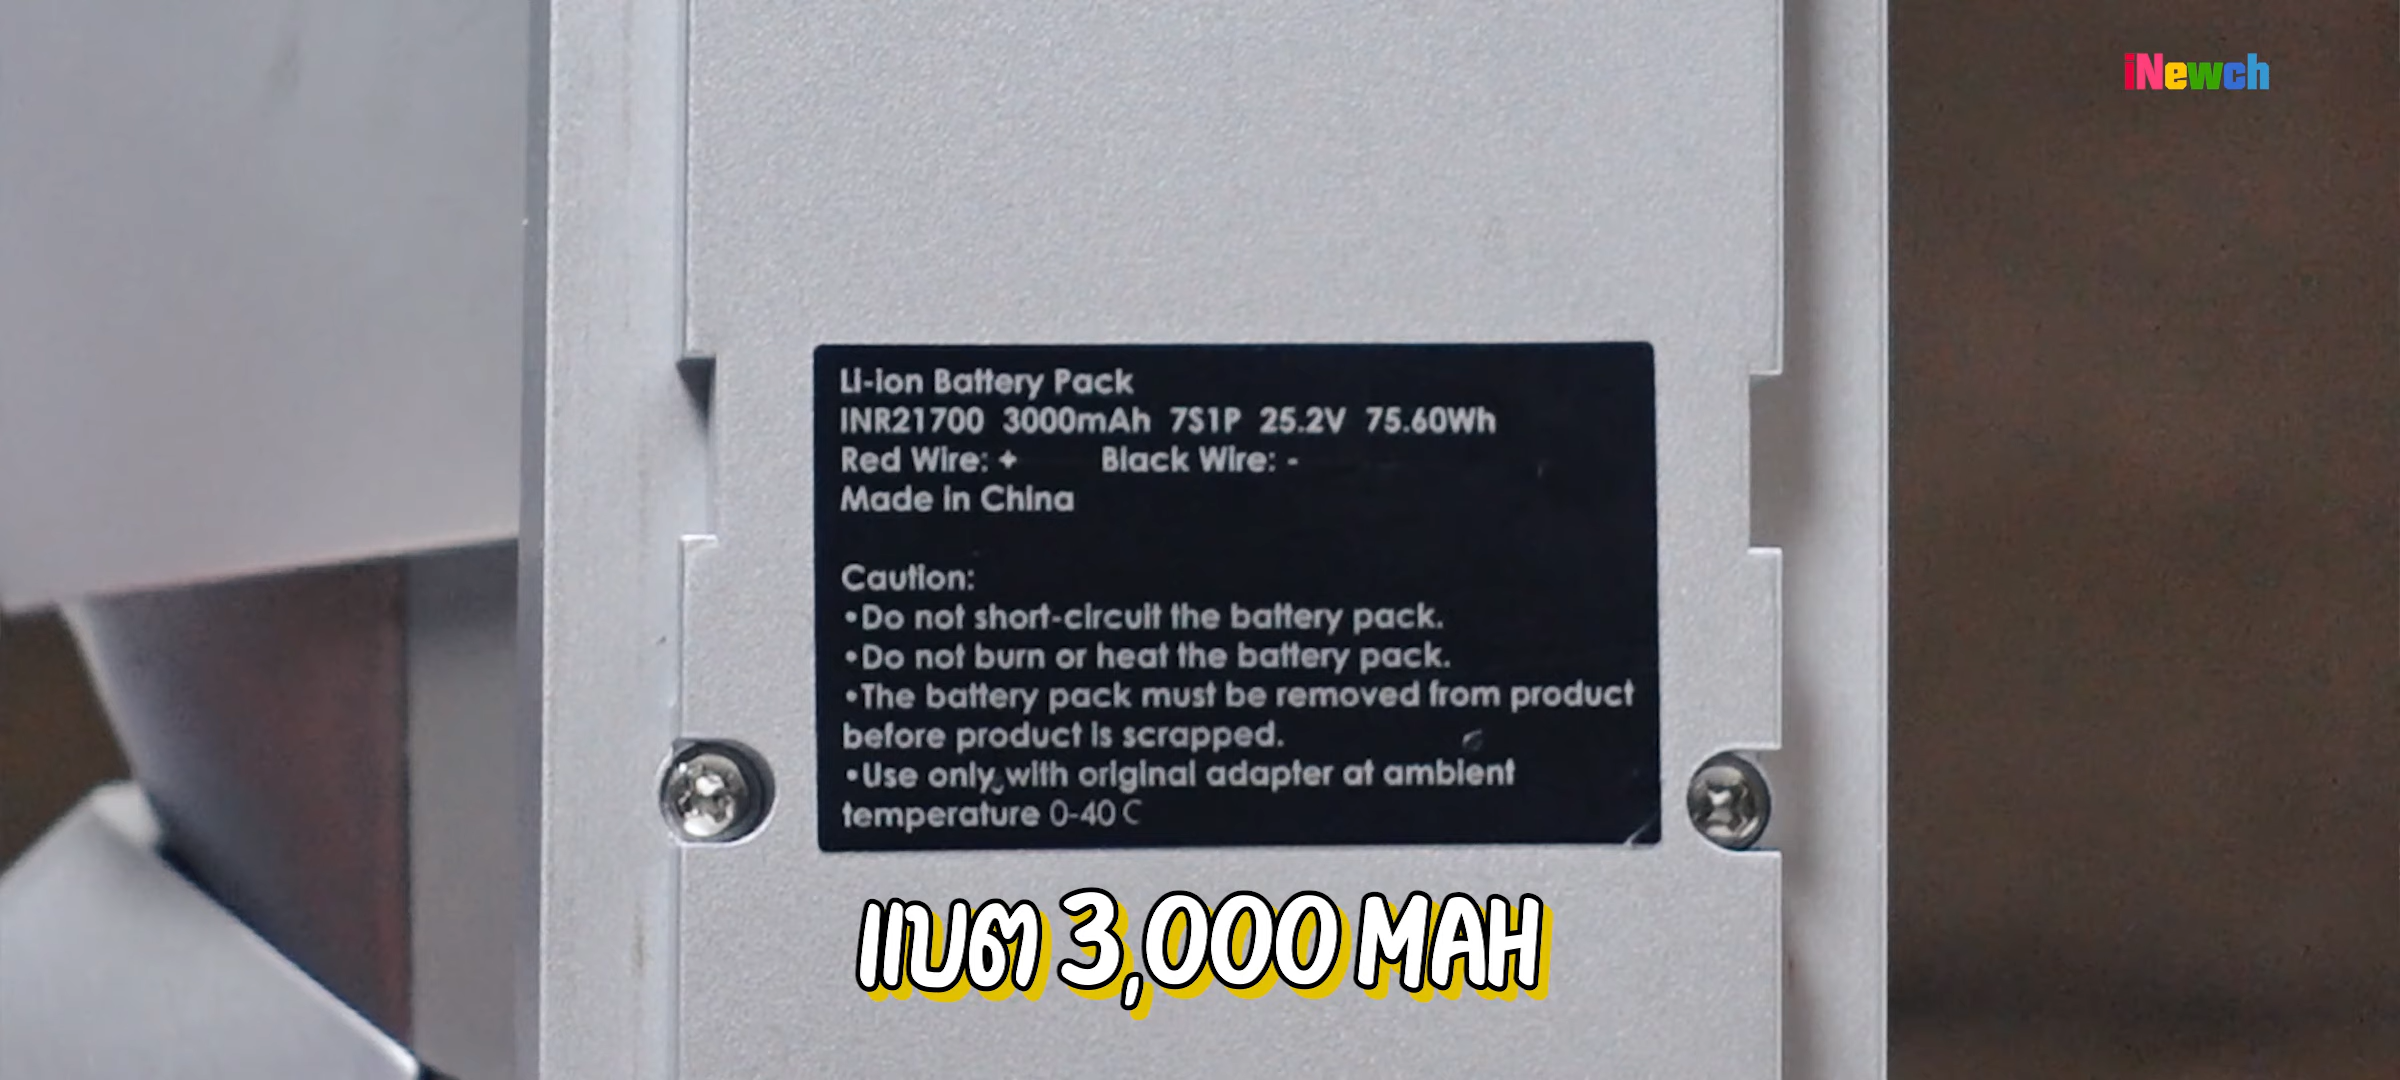 iNewch
Li-ion Battery Pack
INR21700 3000mAh 7S1P 25.2V 75.60Wh
Red Wire: + Black Wire: -
Made in China
Caution:
•Do not short-circuit the battery pack.
•Do not burn or heat the battery pack.
•The battery pack must be removed from product
before product is scrapped.
•Use only with original adapter at ambient
temperature 0-40 C
แบต 3,000 MAH